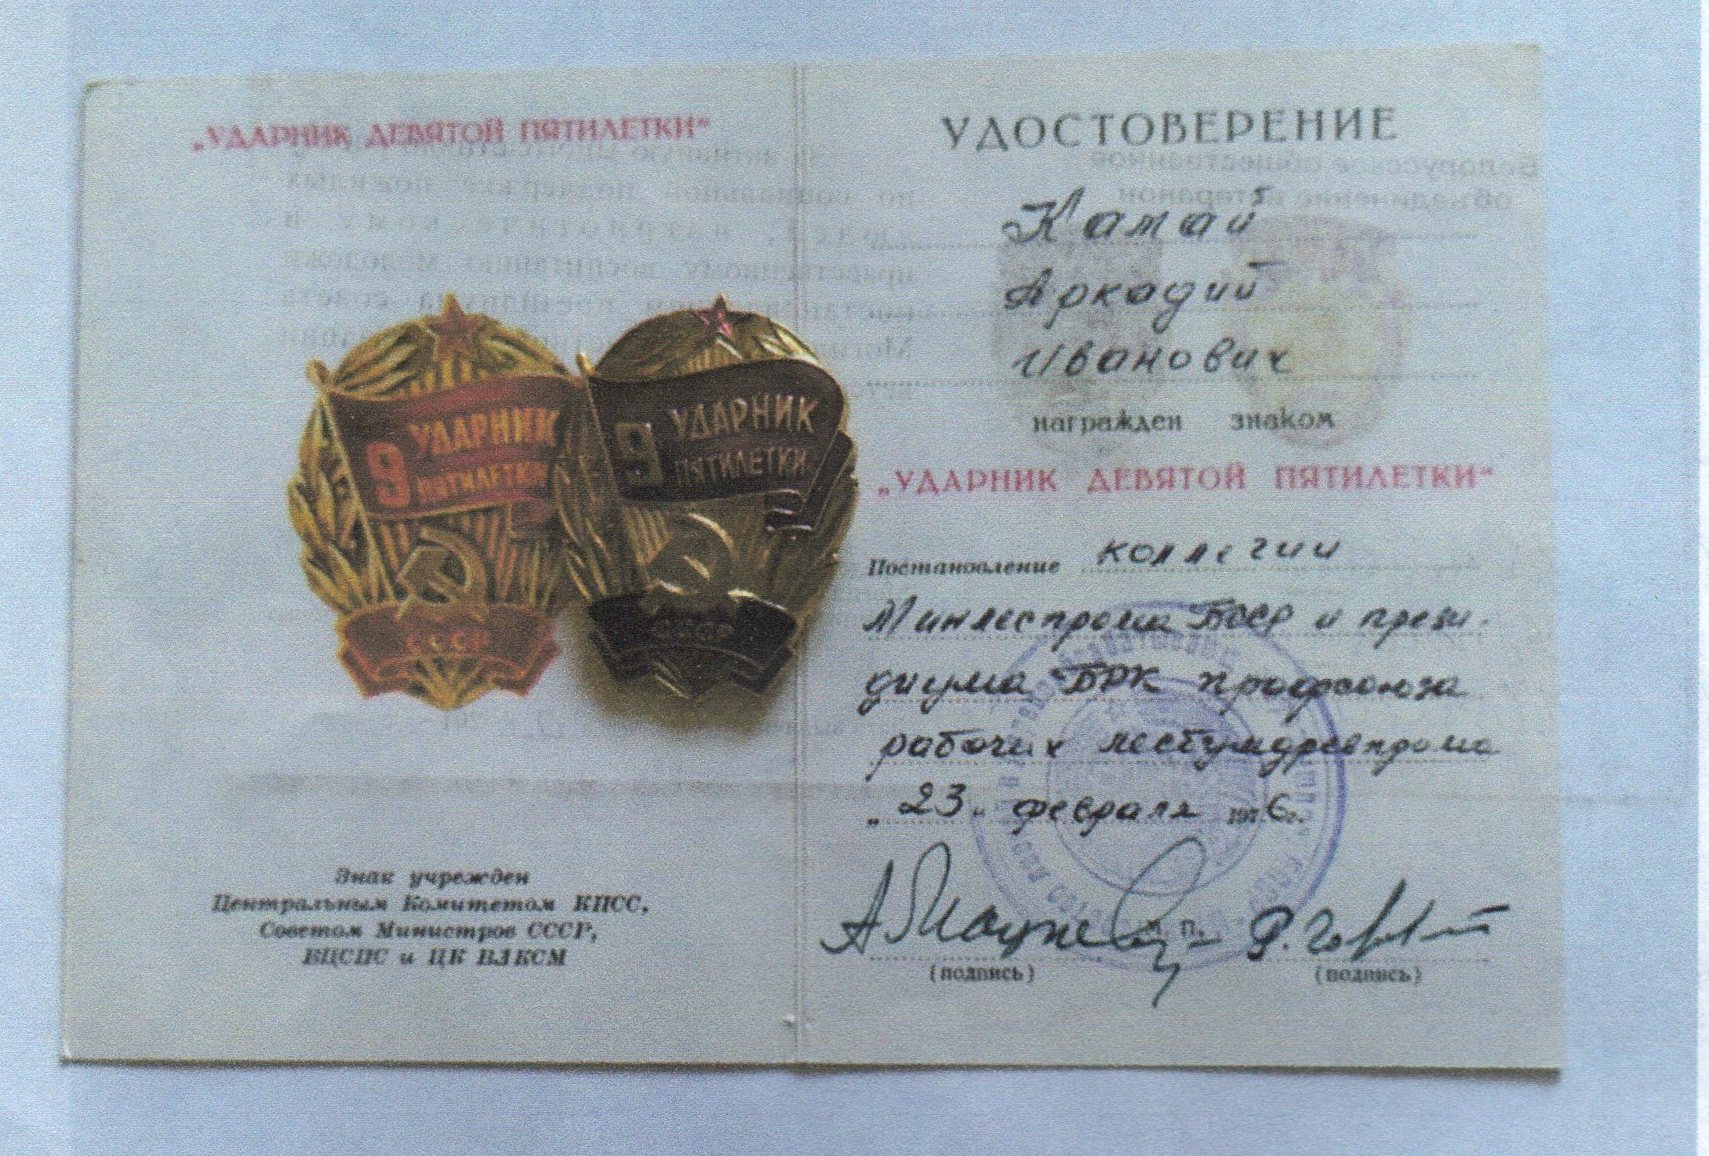 „УДАРНИК ДЕВЯТОЙ ПЯТИЛЕТКИ“
9 УДАРНИК
ПЯТИЛЕТКИ
СССР
9 УДАРНИК
ПЯТИЛЕТКИ
СССР
Знак учрежден
Центральным Комитетом КПСС,
Советом Министров СССР,
ВЦСПС и ЦК ВЛКСМ
УДОСТОВЕРЕНИЕ
Камай
Аркадий
Иванович
награжден знаком
„УДАРНИК ДЕВЯТОЙ ПЯТИЛЕТКИ“
Постановление коллегии
Минлеспрома БССР и прези-
диума БРК профсоюза
рабочих лесбумдревпрома
„23“ февраля 1976 г.
М. П.
(подпись) (подпись)